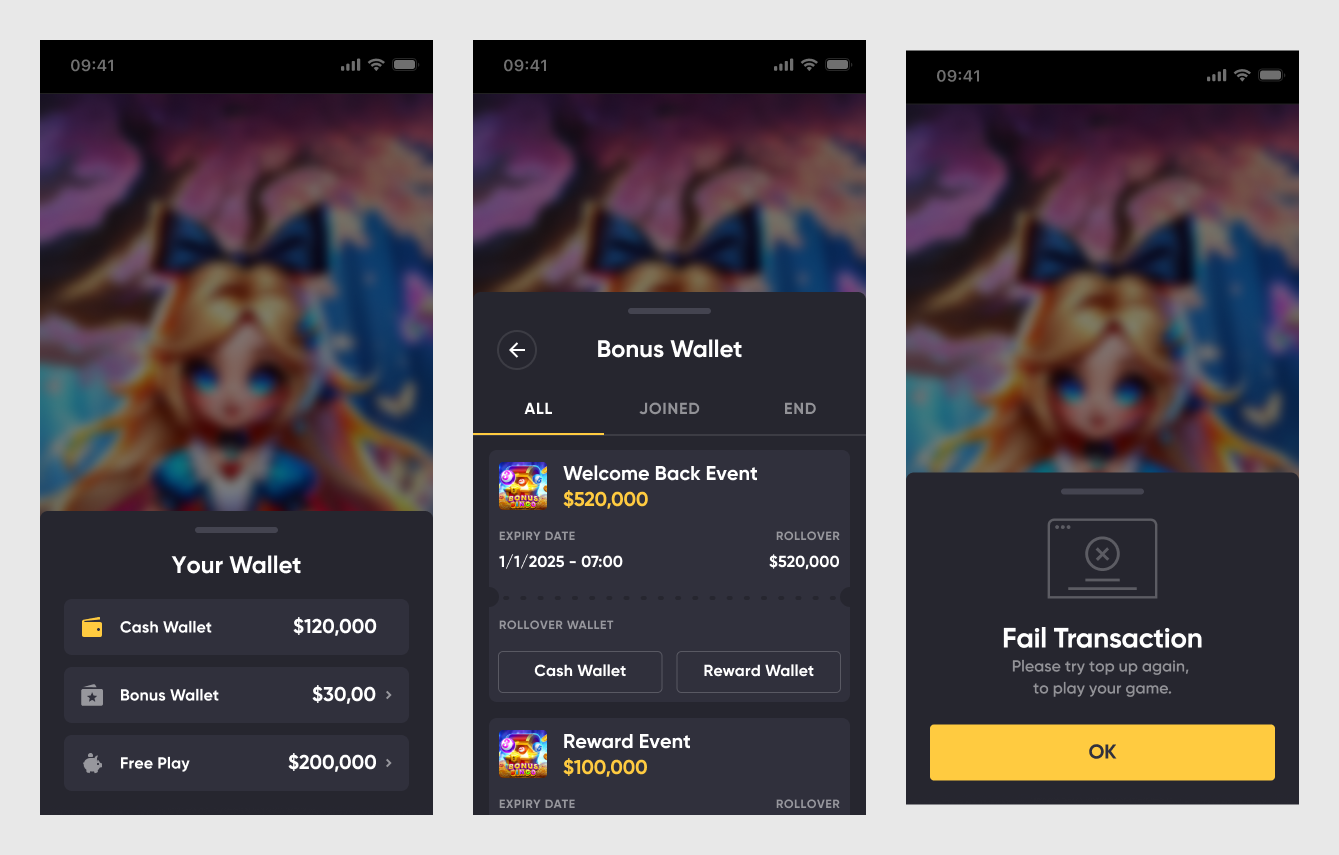 09:41
Your Wallet
Cash Wallet $120,000
Bonus Wallet $30,00
Free Play $200,000
09:41
Bonus Wallet
ALL JOINED END
Welcome Back Event
$520,000
EXPIRY DATE ROLLOVER
1/1/2025 - 07:00 $520,000
ROLLOVER WALLET
Cash Wallet Reward Wallet
Reward Event
$100,000
EXPIRY DATE ROLLOVER
09:41
Fail Transaction
Please try top up again,
to play your game.
OK